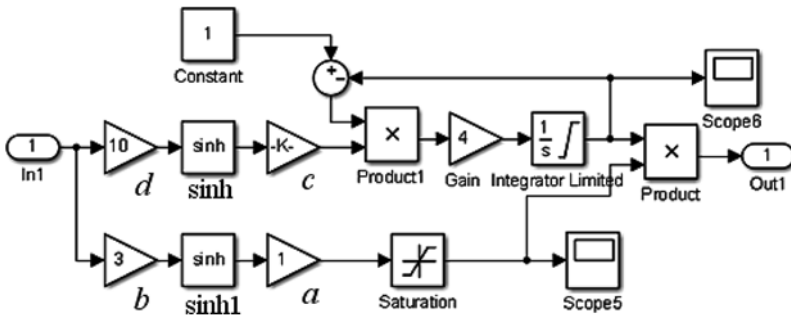 1
Constant
+
-
Scope6
1
In1
10
d
sinh
sinh
-K-
c
×
Product1
4
Gain
1
s
Integrator Limited
×
Product
1
Out1
3
b
sinh
sinh1
1
a
Saturation
Scope5